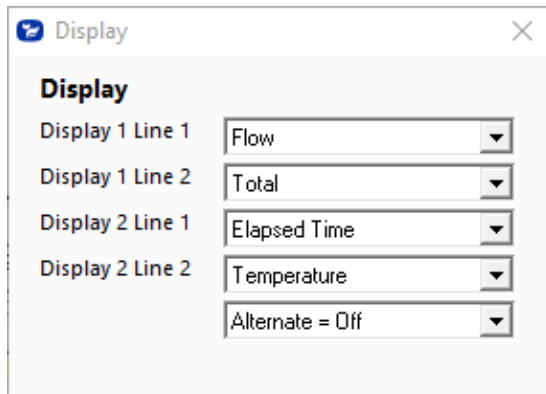 Display
Display
Display 1 Line 1 Flow
Display 1 Line 2 Total
Display 2 Line 1 Elapsed Time
Display 2 Line 2 Temperature
Alternate = Off